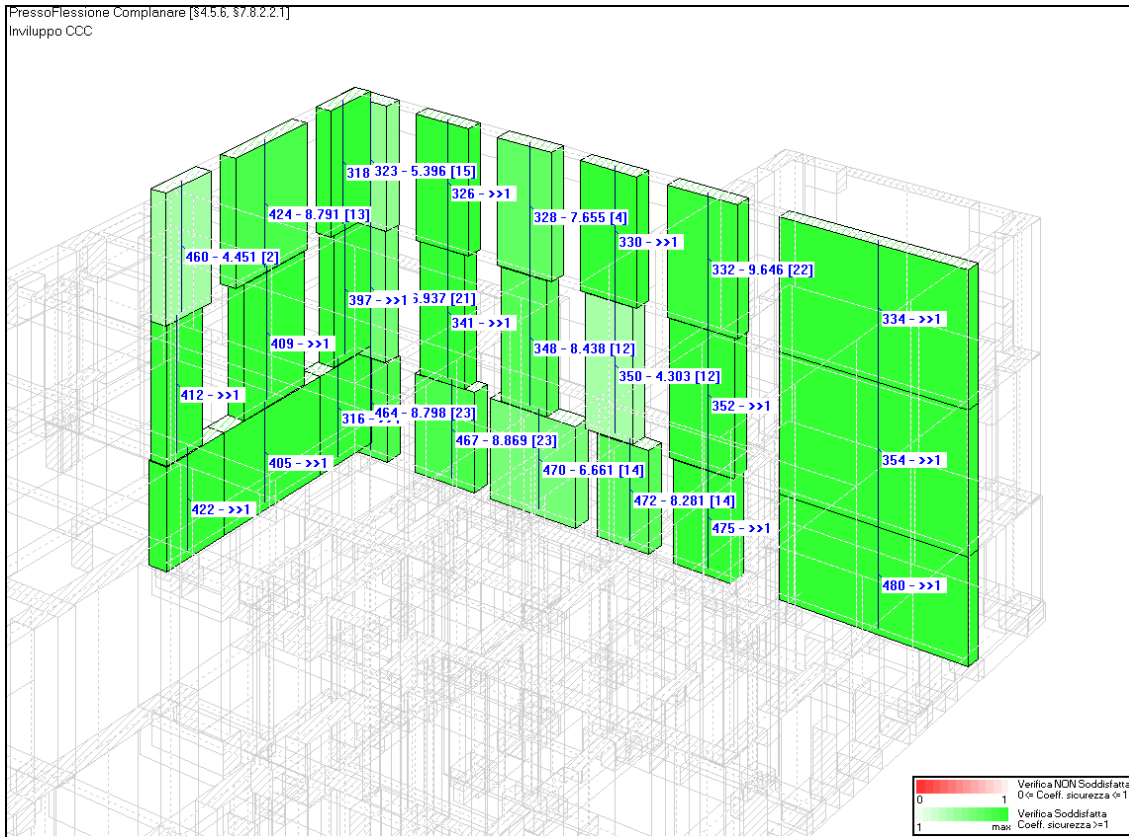 PressoFlessione Complanare [§4.5.6, §7.8.2.2.1]
Inviluppo CCC
318
323 - 5.396 [15]
326 - >>1
424 - 8.791 [13]
328 - 7.655 [4]
330 - >>1
460 - 4.451 [2]
332 - 9.646 [22]
397 - >>1
.937 [21]
341 - >>1
334 - >>1
409 - >>1
348 - 8.438 [12]
350 - 4.303 [12]
412 - >>1
352 - >>1
316 -
464 - 8.798 [23]
467 - 8.869 [23]
354 - >>1
405 - >>1
470 - 6.661 [14]
472 - 8.281 [14]
422 - >>1
475 - >>1
480 - >>1
Verifica NON Soddisfatta
0<= Coeff. sicurezza <=1
0 1
Verifica Soddisfatta
Coeff. sicurezza >=1
1 max